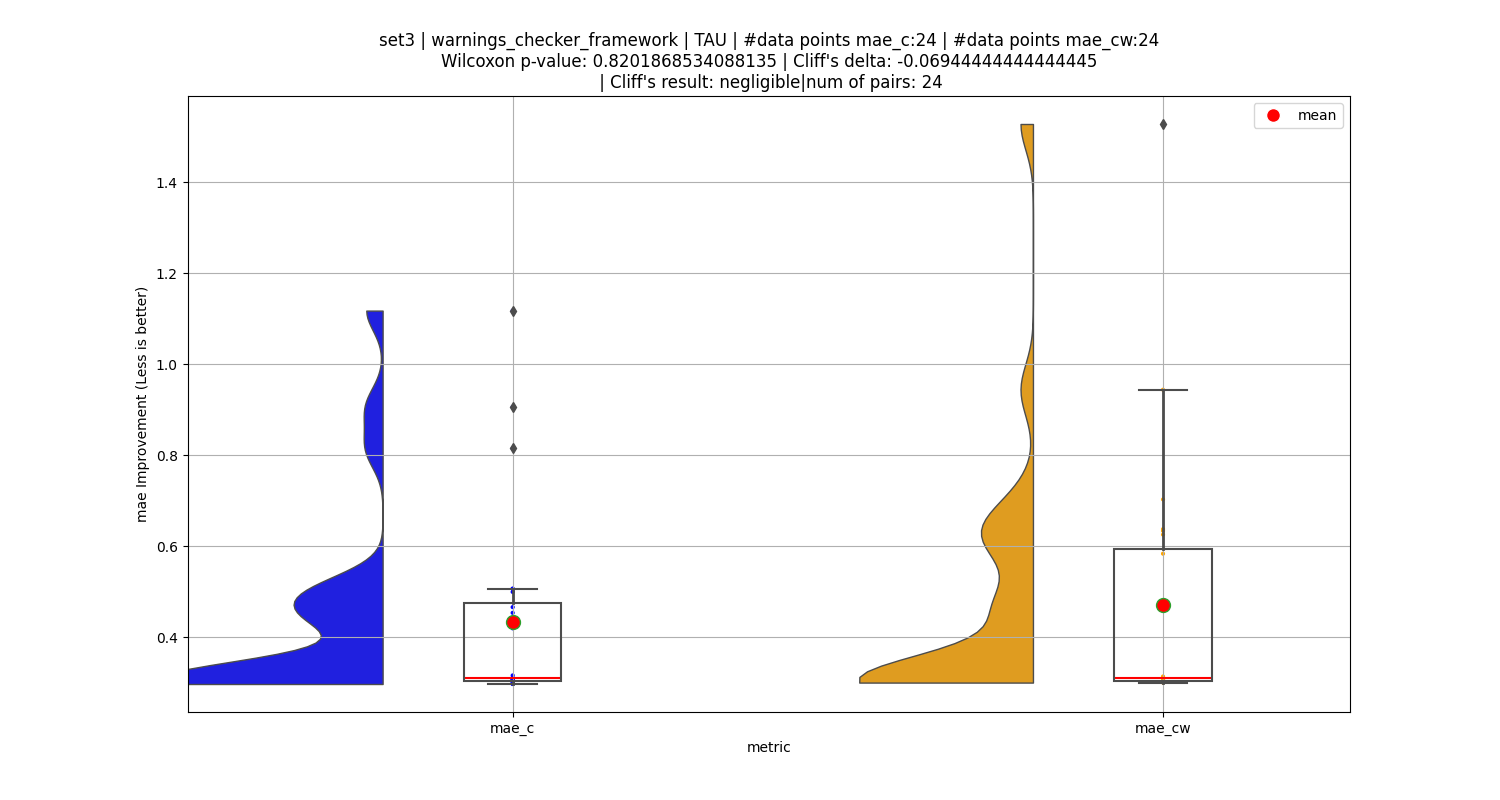 set3 | warnings_checker_framework | TAU | #data points mae_c:24 | #data points mae_cw:24
Wilcoxon p-value: 0.8201868534088135 | Cliff's delta: -0.06944444444444445
| Cliff's result: negligible|num of pairs: 24
mean
1.4
1.2
1.0
0.8
0.6
0.4
mae Improvement (Less is better)
mae_c
mae_cw
metric